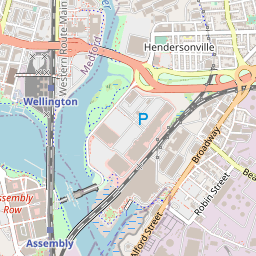 Western Route Main
Medford
Hendersonville
Wellington
P
Broadway
Assembly
Row
Robin Street
Bea
Assembly
Alford Street